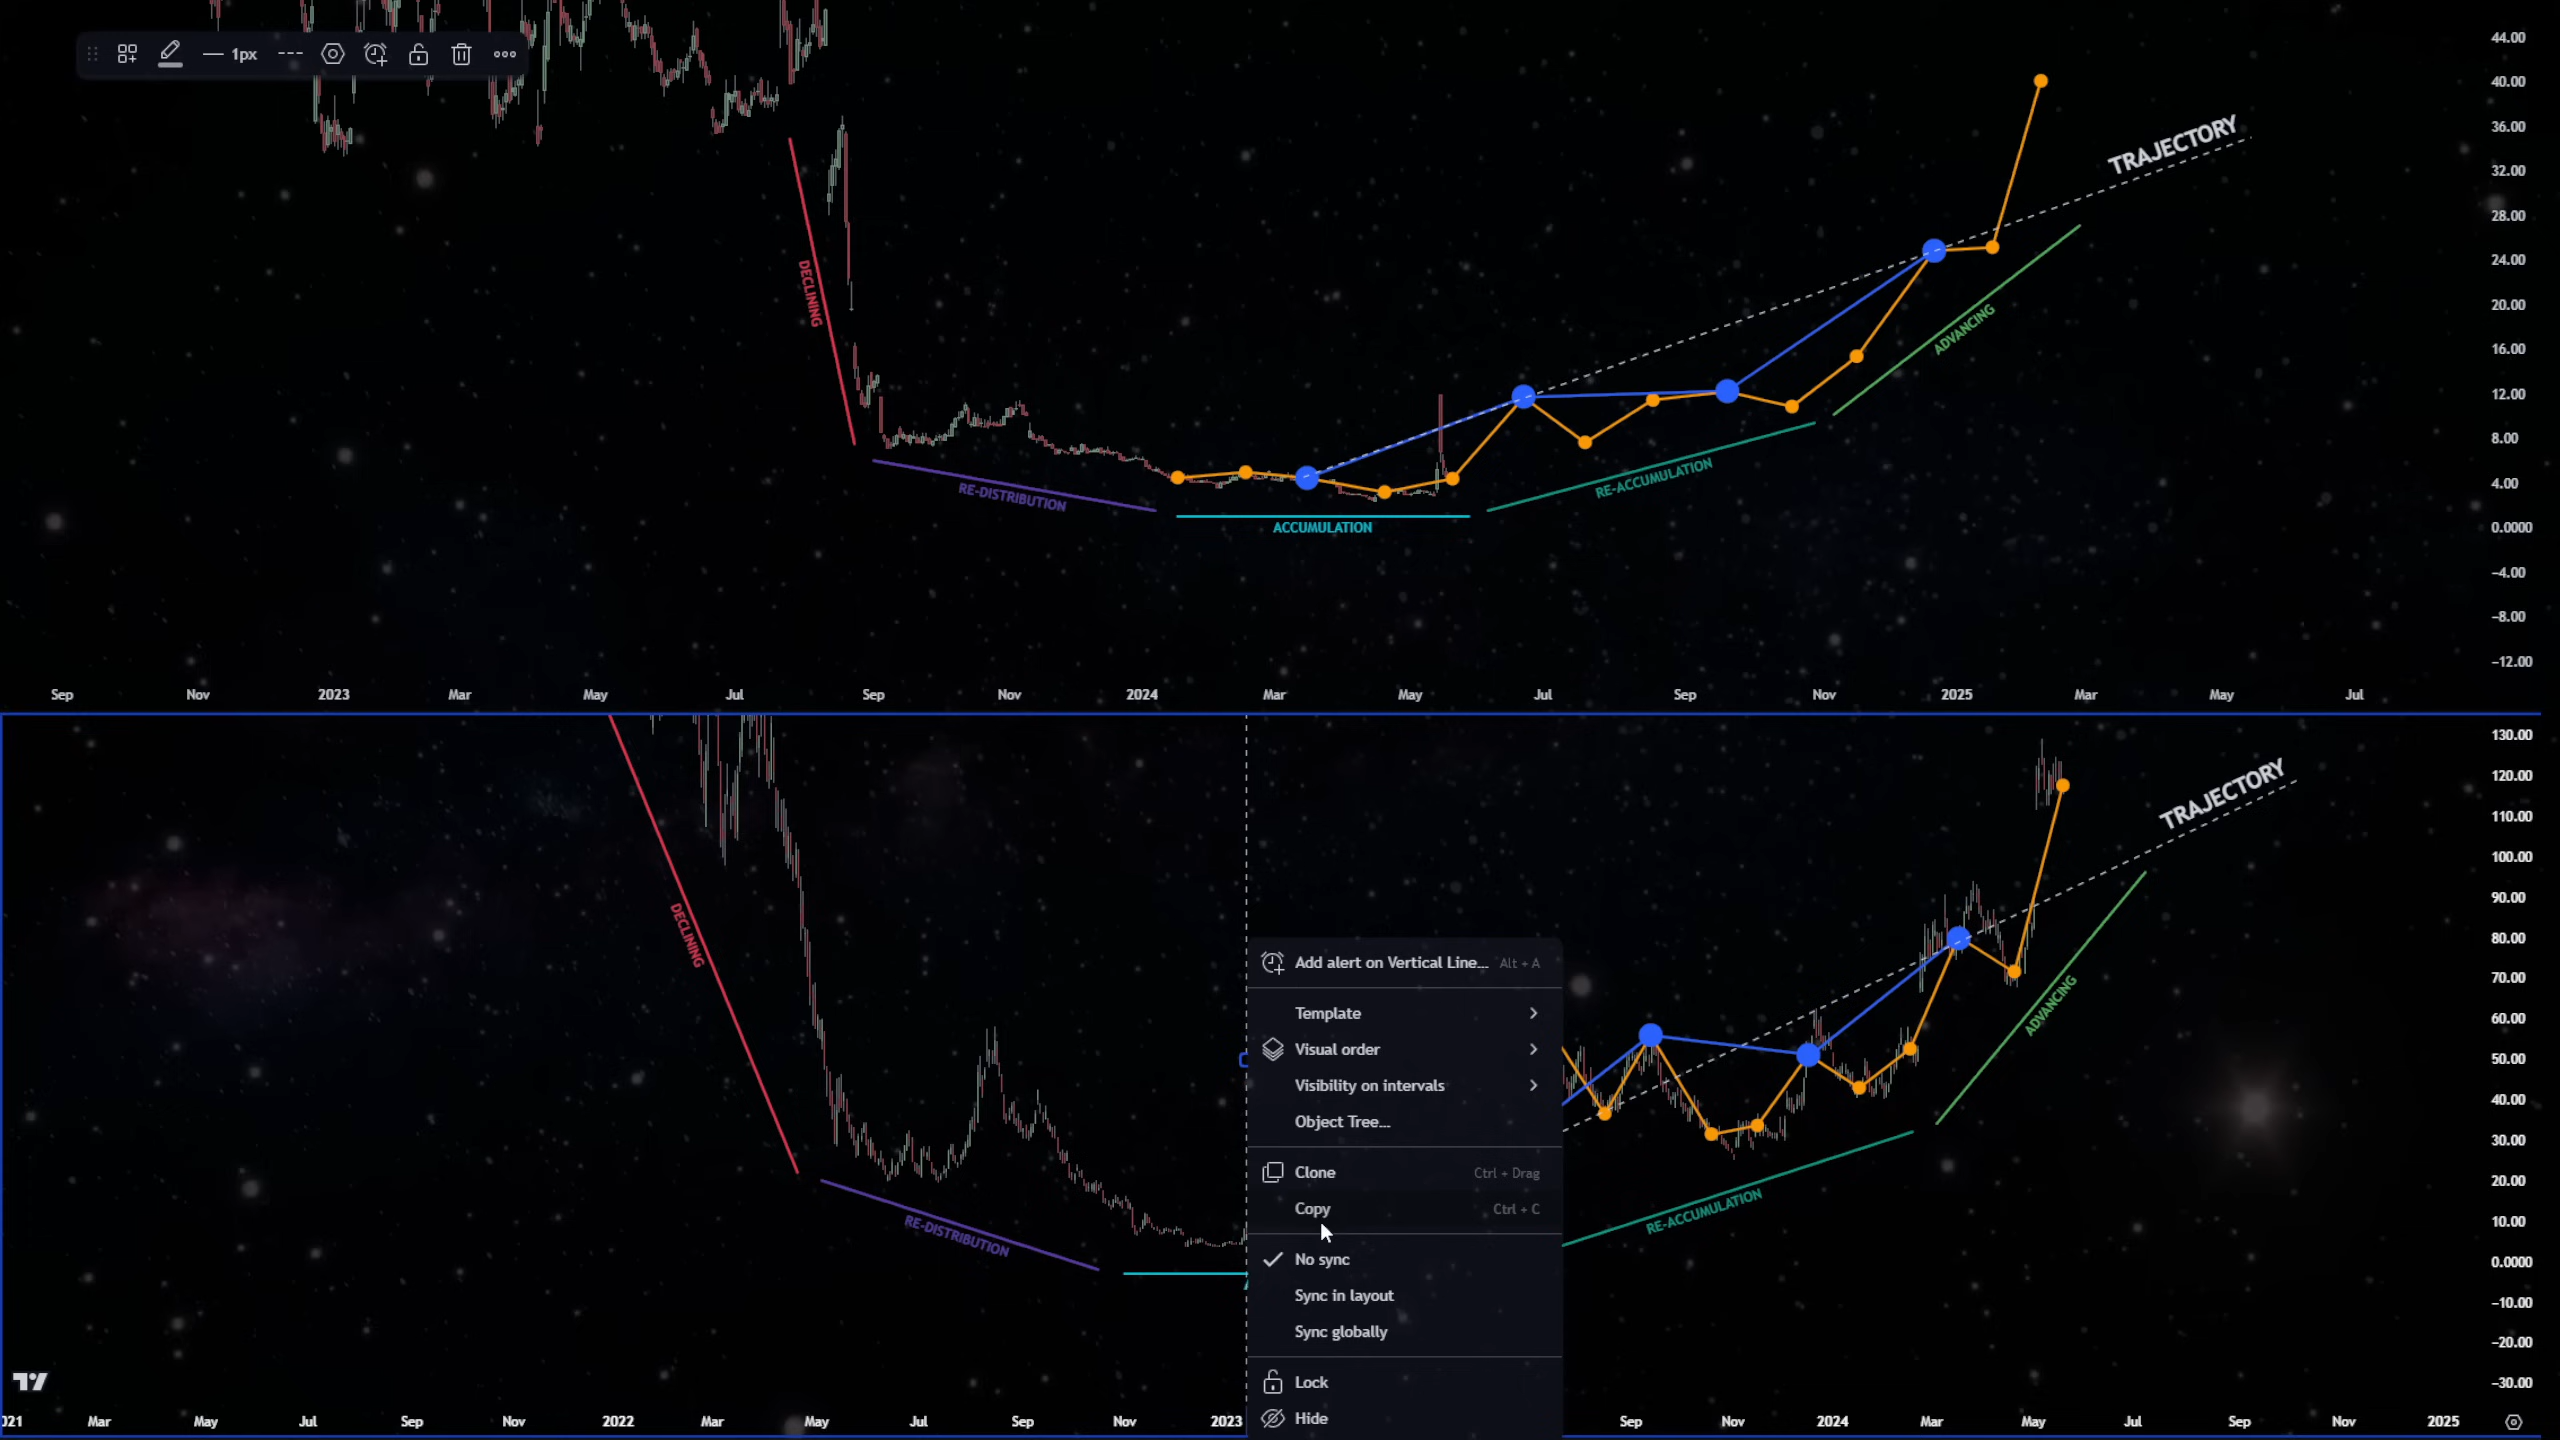 1px
44.00
40.00
36.00
32.00
28.00
24.00
20.00
16.00
12.00
8.00
4.00
0.0000
−4.00
−8.00
−12.00
TRAJECTORY
DECLINING
ADVANCING
RE-DISTRIBUTION
RE-ACCUMULATION
ACCUMULATION
Sep Nov 2023 Mar May Jul Sep Nov 2024 Mar May Jul Sep Nov 2025 Mar May Jul
130.00
120.00
110.00
100.00
90.00
80.00
70.00
60.00
50.00
40.00
30.00
20.00
10.00
0.0000
−10.00
−20.00
−30.00
TRAJECTORY
DECLINING
ADVANCING
RE-DISTRIBUTION
RE-ACCUMULATION
Add alert on Vertical Line... Alt + A
Template
Visual order
Visibility on intervals
Object Tree...
Clone Ctrl + Drag
Copy Ctrl + C
No sync
Sync in layout
Sync globally
Lock
Hide
021 Mar May Jul Sep Nov 2022 Mar May Jul Sep Nov 2023 Sep Nov 2024 Mar May Jul Sep Nov 2025